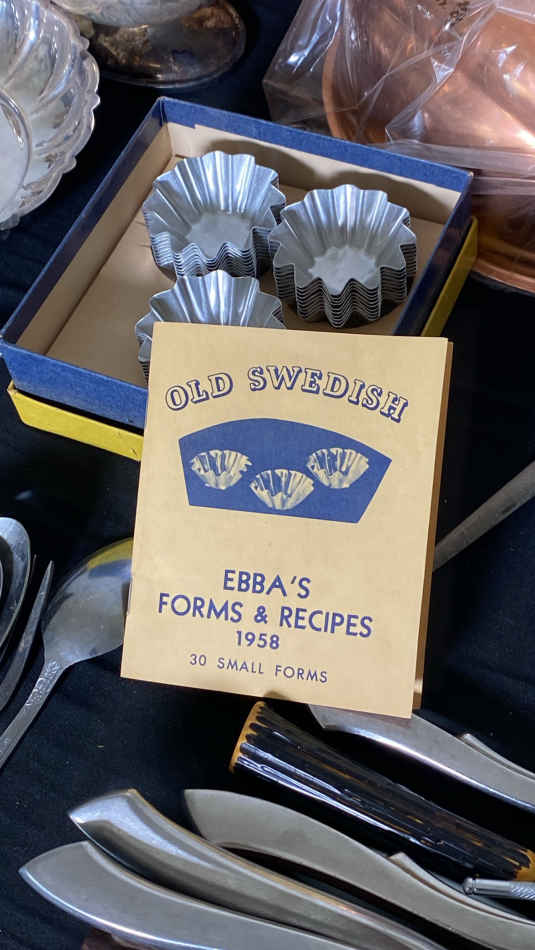 OLD SWEDISH
EBBA'S
FORMS & RECIPES
1958
30 SMALL FORMS